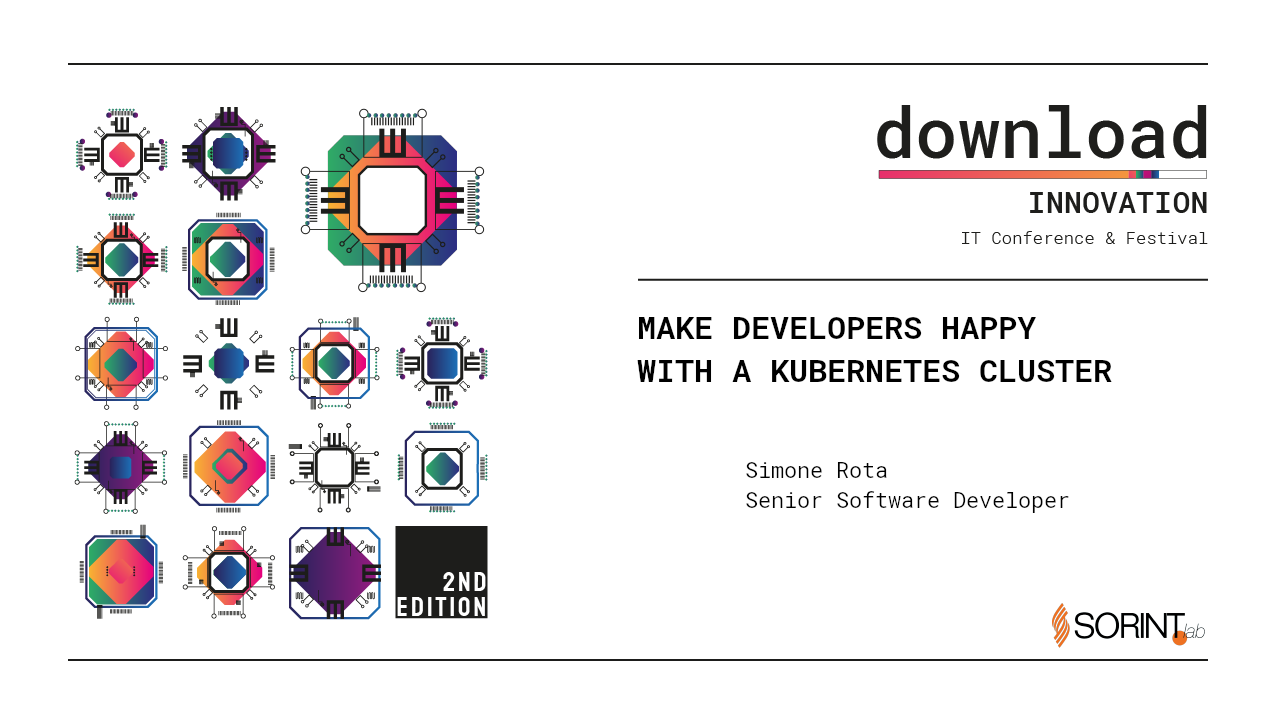 download
INNOVATION
IT Conference & Festival
MAKE DEVELOPERS HAPPY
WITH A KUBERNETES CLUSTER
Simone Rota
Senior Software Developer
2ND
EDITION
SORINT.lab